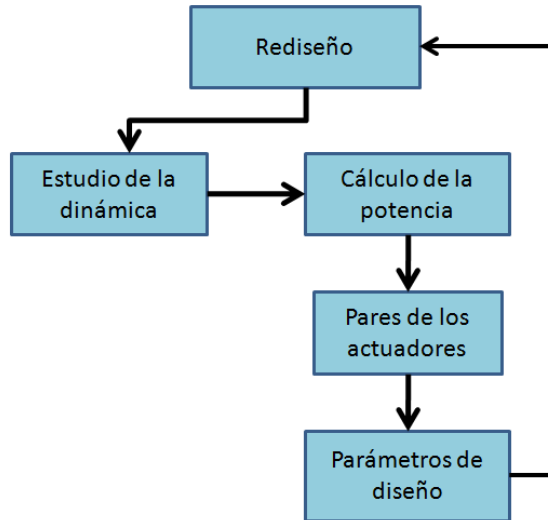 Rediseño
Estudio de la
dinámica
Cálculo de la
potencia
Pares de los
actuadores
Parámetros de
diseño